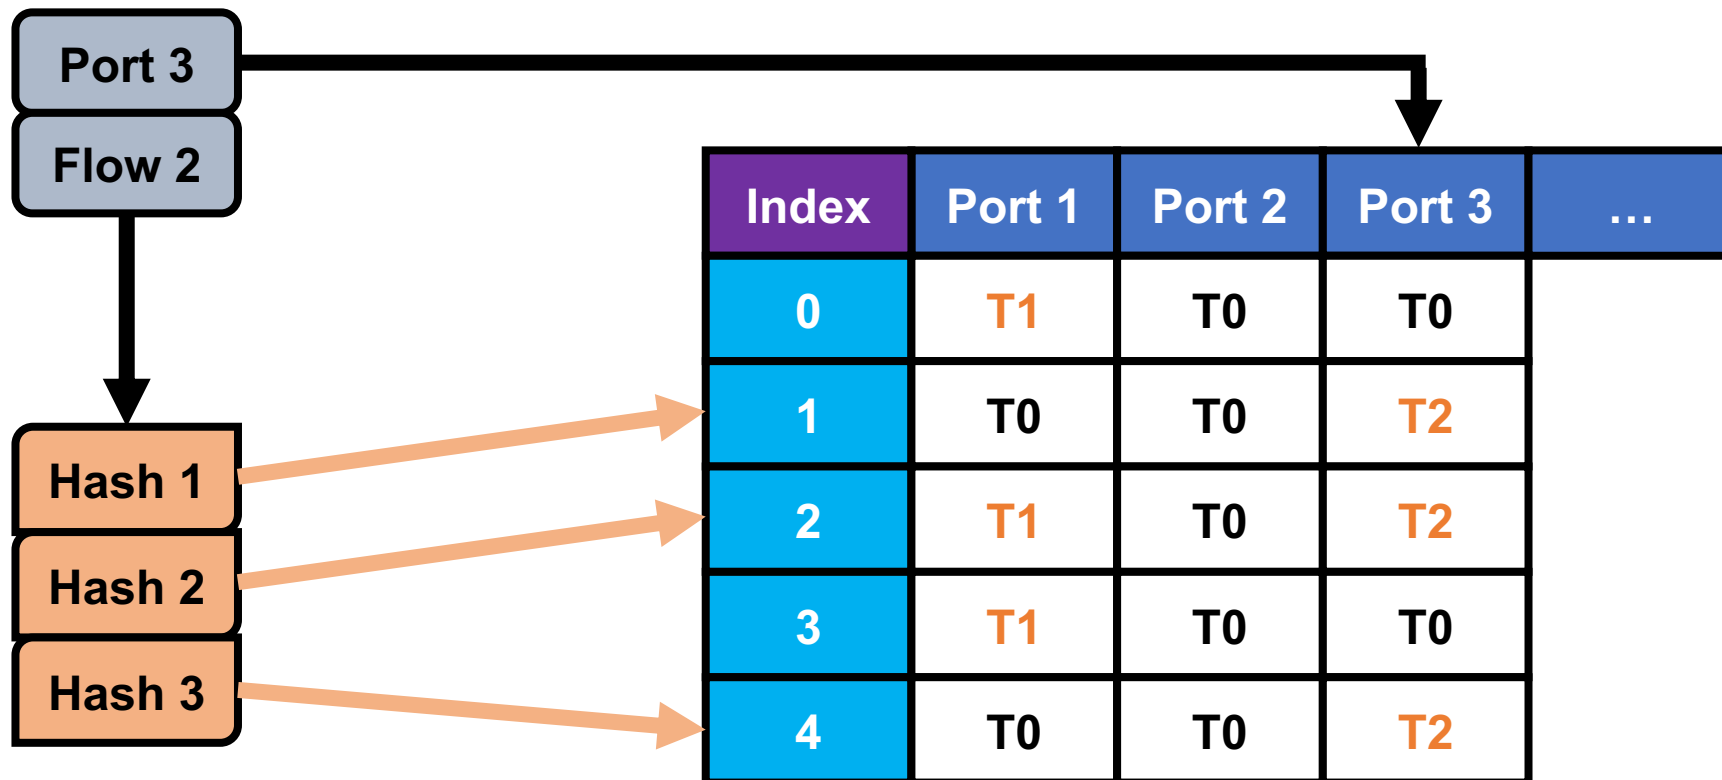 Port 3
Flow 2
Hash 1
Hash 2
Hash 3
Index Port 1 Port 2 Port 3 ...
0 T1 T0 T0
1 T0 T0 T2
2 T1 T0 T2
3 T1 T0 T0
4 T0 T0 T2